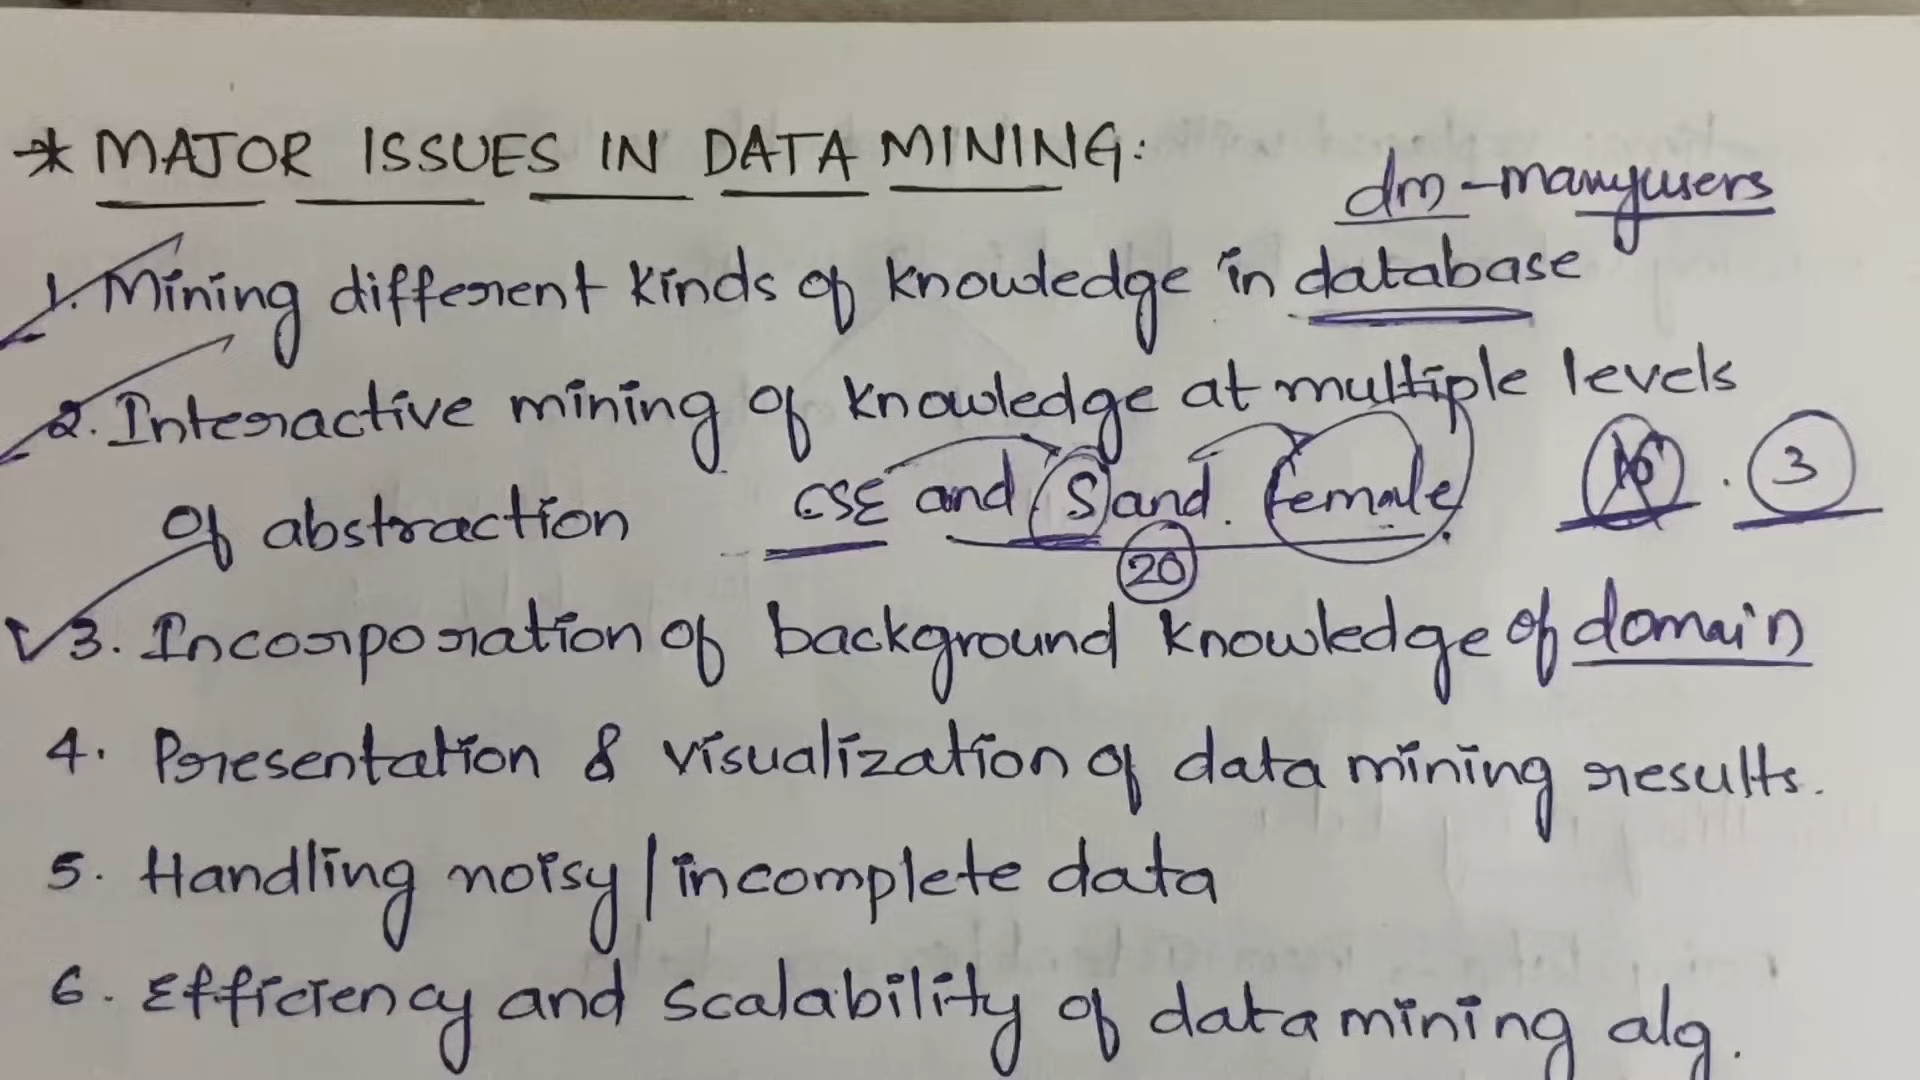 * MAJOR ISSUES IN DATA MINING:
dm - manyusers
1. Mining different kinds of knowledge in database
2. Interactive mining of knowledge at multiple levels
of abstraction CSE and S and. female 3
20
3. Incorporation of background knowledge of domain
4. Presentation & visualization of data mining results.
5. Handling noisy/incomplete data
6. Efficiency and scalability of data mining alg.